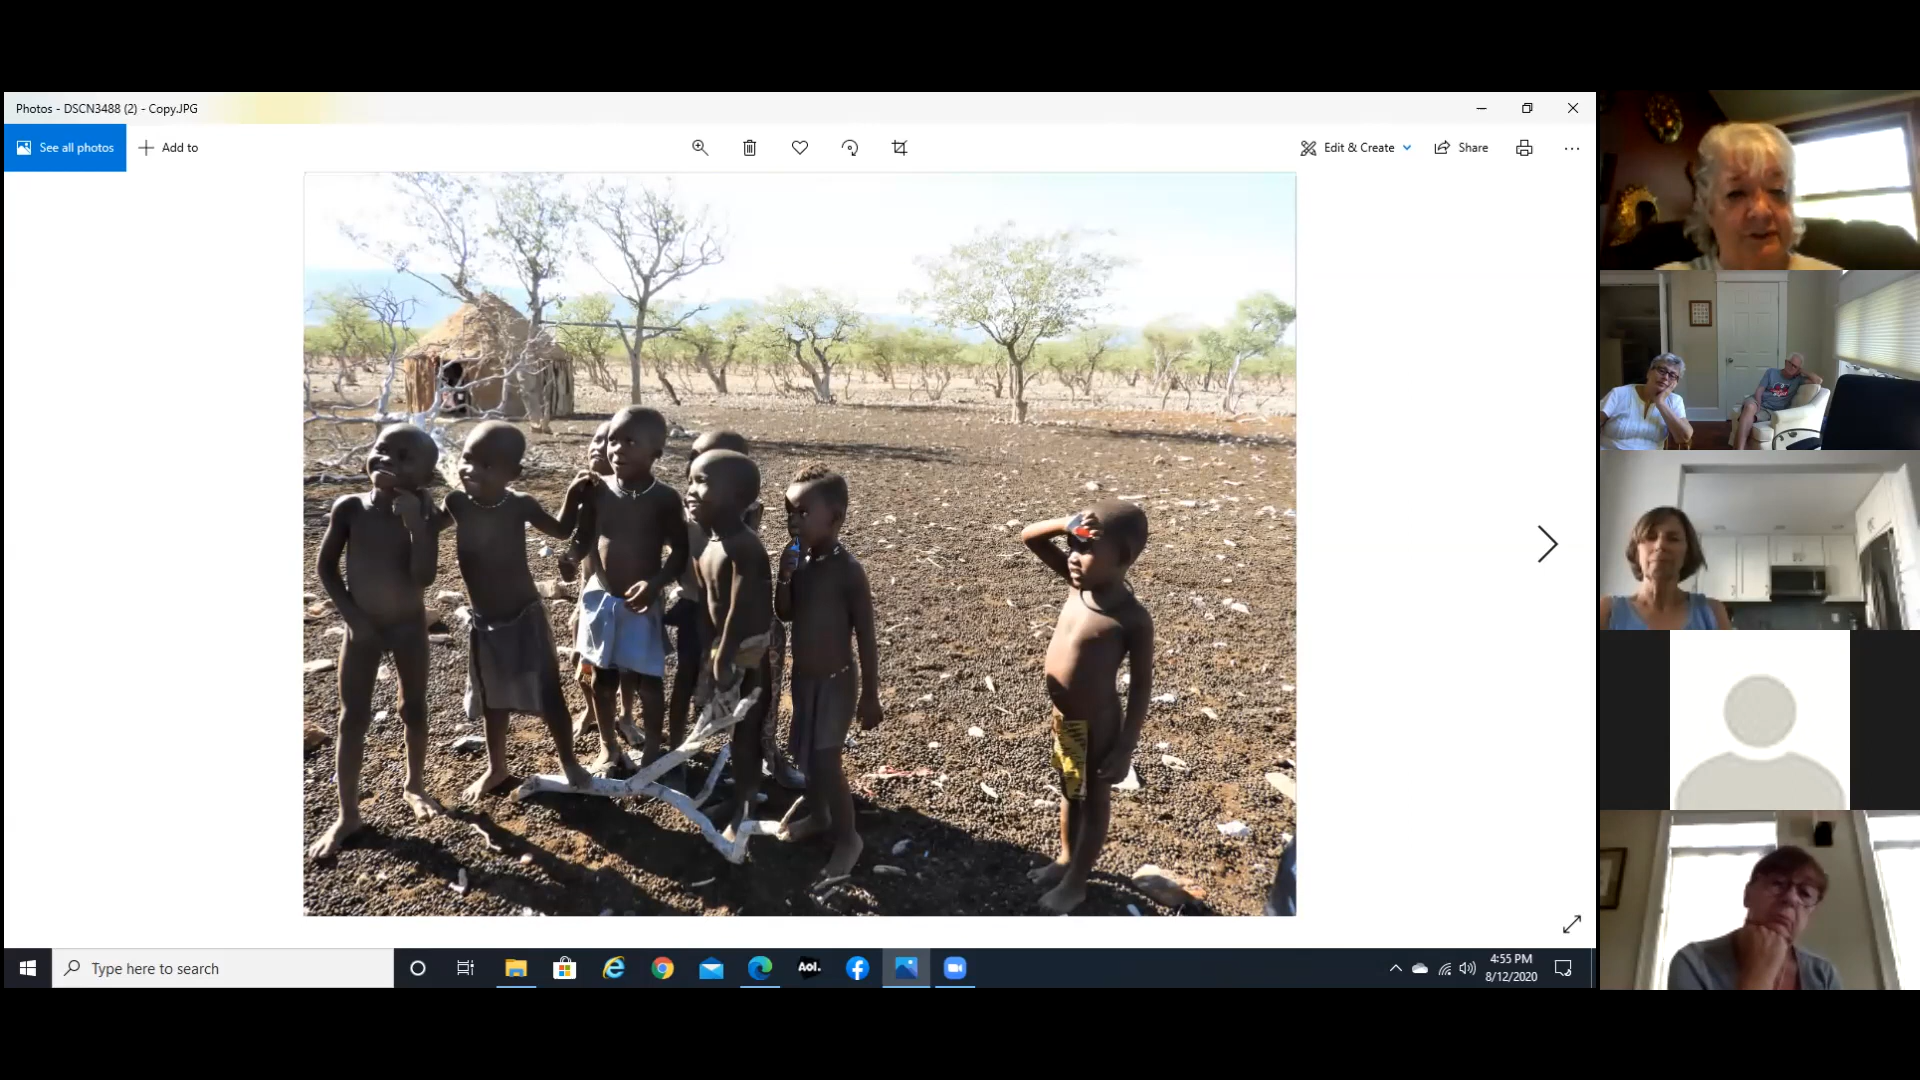 Photos - DSCN3488 (2) - Copy.JPG
See all photos
Add to
Edit & Create
Share
Type here to search
Aol.
4:55 PM
8/12/2020